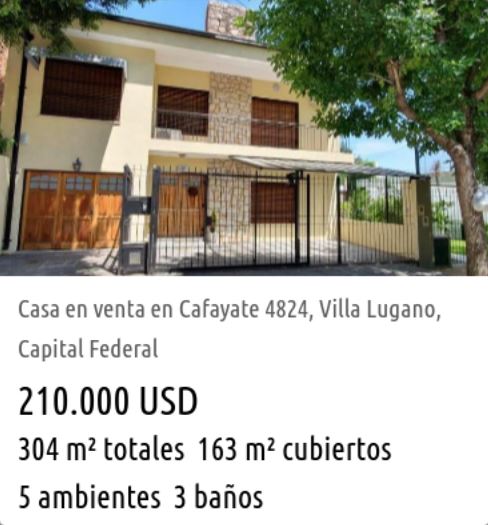 Casa en venta en Cafayate 4824, Villa Lugano,
Capital Federal
210.000 USD
304 m² totales 163 m² cubiertos
5 ambientes 3 baños